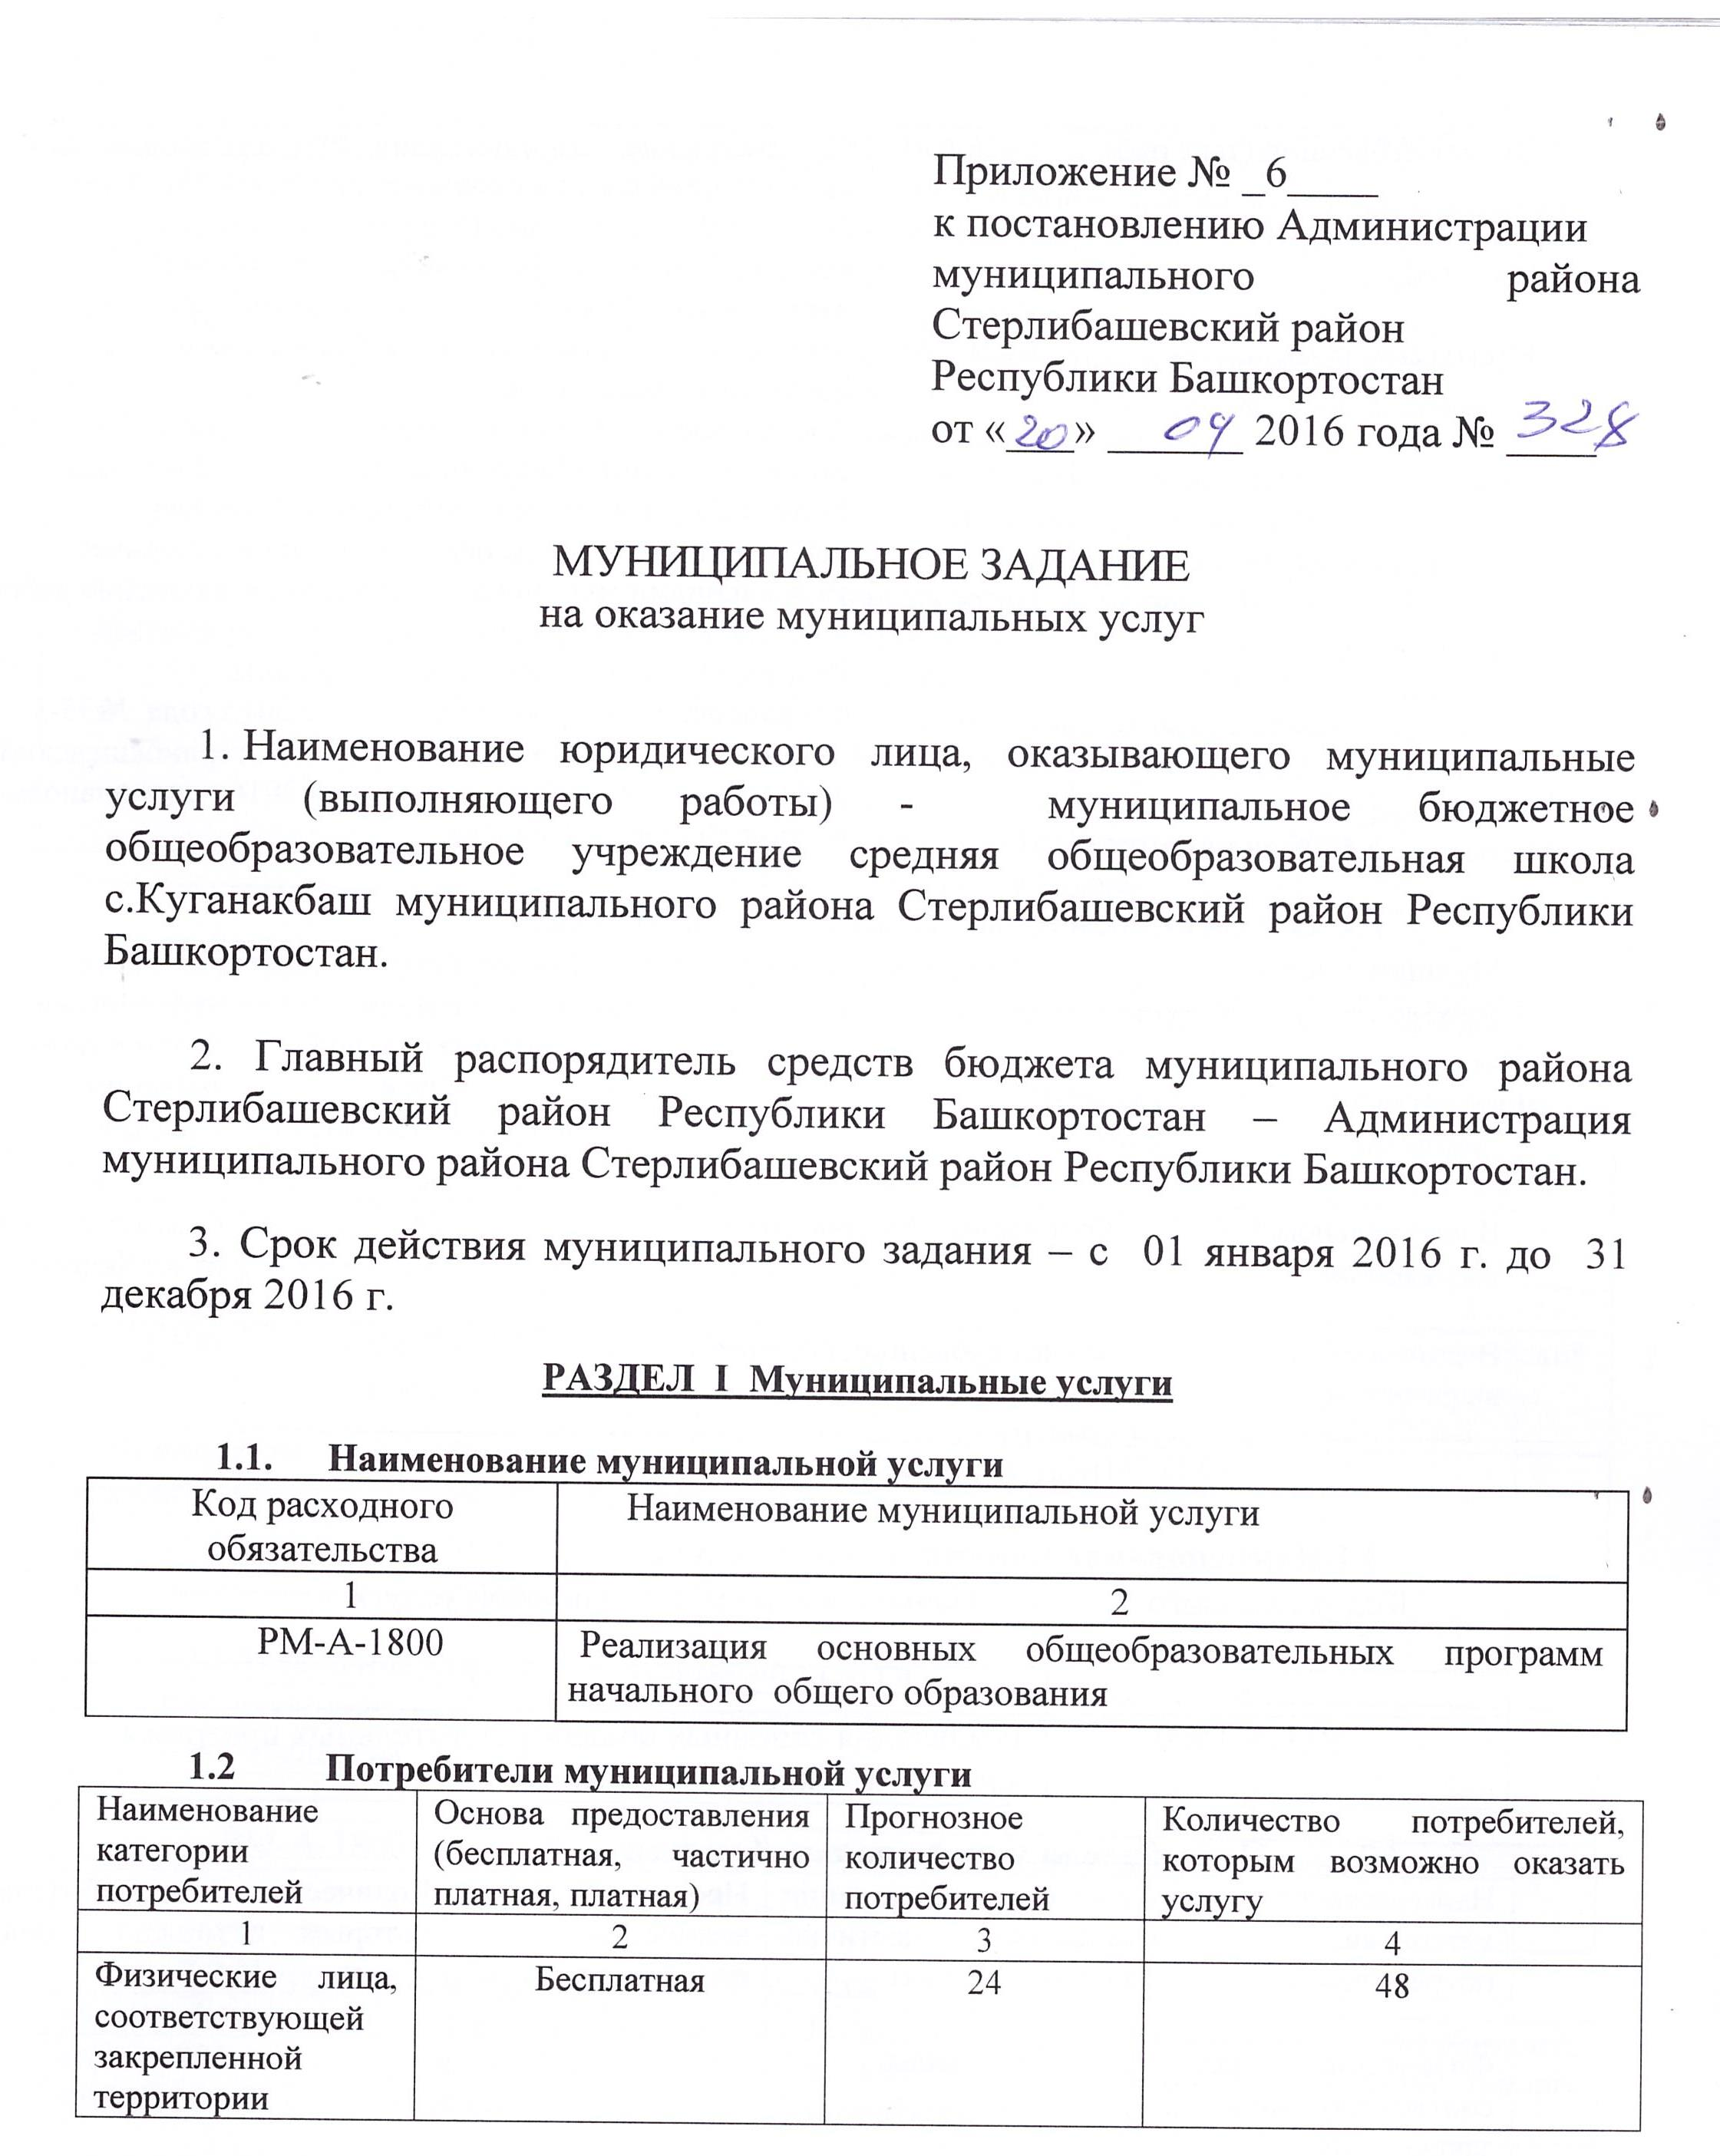 Приложение № _6____
к постановлению Администрации
муниципального района
Стерлибашевский район
Республики Башкортостан
от «20» 04 2016 года № 328
МУНИЦИПАЛЬНОЕ ЗАДАНИЕ
на оказание муниципальных услуг
1. Наименование юридического лица, оказывающего муниципальные
услуги (выполняющего работы) - муниципальное бюджетное
общеобразовательное учреждение средняя общеобразовательная школа
с.Куганакбаш муниципального района Стерлибашевский район Республики
Башкортостан.
2. Главный распорядитель средств бюджета муниципального района
Стерлибашевский район Республики Башкортостан – Администрация
муниципального района Стерлибашевский район Республики Башкортостан.
3. Срок действия муниципального задания – с 01 января 2016 г. до 31
декабря 2016 г.
РАЗДЕЛ I Муниципальные услуги
1.1. Наименование муниципальной услуги
Код расходного
обязательства
Наименование муниципальной услуги
1
2
РМ-А-1800
Реализация основных общеобразовательных программ
начального общего образования
1.2 Потребители муниципальной услуги
Наименование
категории
потребителей
Основа предоставления
(бесплатная, частично
платная, платная)
Прогнозное
количество
потребителей
Количество потребителей,
которым возможно оказать
услугу
1
2
3
4
Физические лица,
соответствующей
закрепленной
территории
Бесплатная
24
48